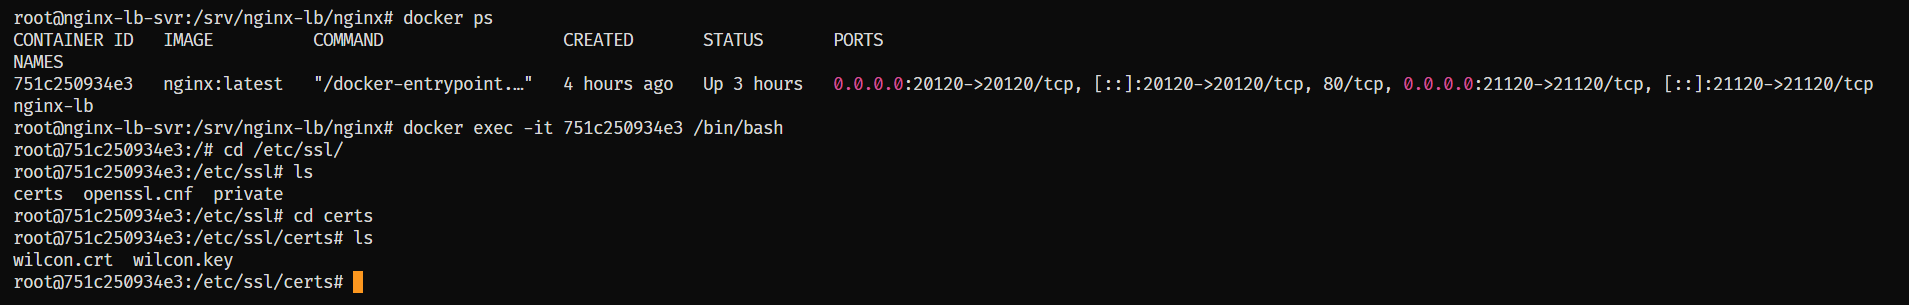 root@nginx-lb-svr:/srv/nginx-lb/nginx# docker ps
CONTAINER ID   IMAGE          COMMAND                  CREATED       STATUS       PORTS
NAMES
751c250934e3   nginx:latest   "/docker-entrypoint.…"   4 hours ago   Up 3 hours   0.0.0.0:20120->20120/tcp, [::]:20120->20120/tcp, 80/tcp, 0.0.0.0:21120->21120/tcp, [::]:21120->21120/tcp
nginx-lb
root@nginx-lb-svr:/srv/nginx-lb/nginx# docker exec -it 751c250934e3 /bin/bash
root@751c250934e3:/# cd /etc/ssl/
root@751c250934e3:/etc/ssl# ls
certs  openssl.cnf  private
root@751c250934e3:/etc/ssl# cd certs
root@751c250934e3:/etc/ssl/certs# ls
wilcon.crt  wilcon.key
root@751c250934e3:/etc/ssl/certs#